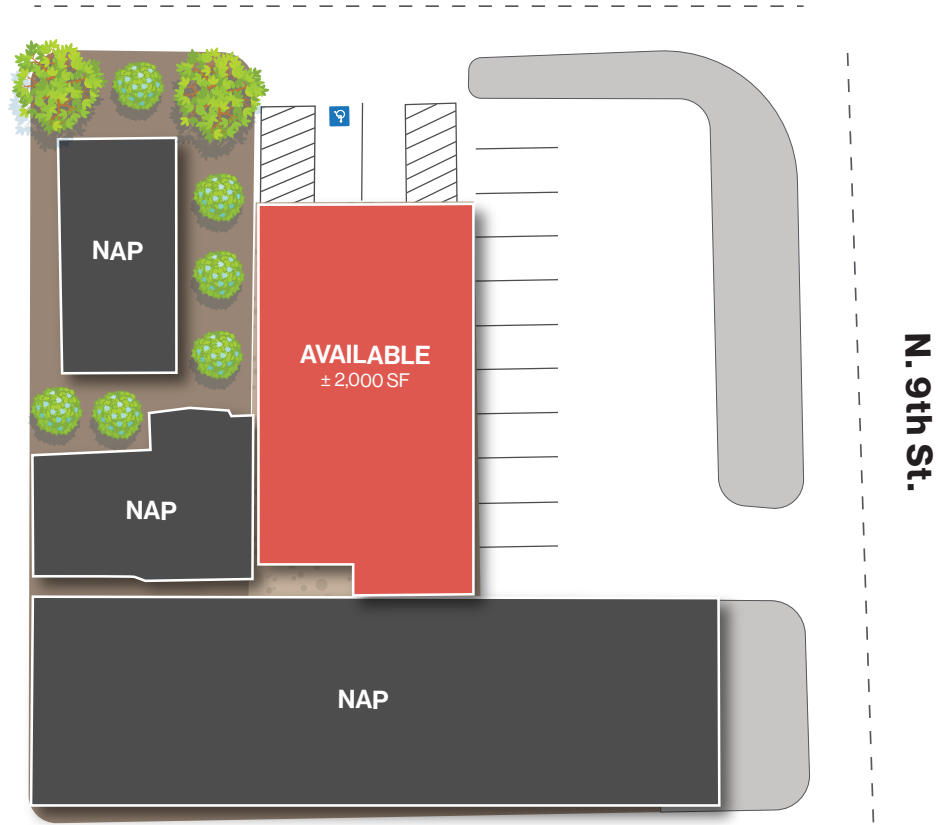 NAP
AVAILABLE
± 2,000 SF
N. 9th St.
NAP
NAP